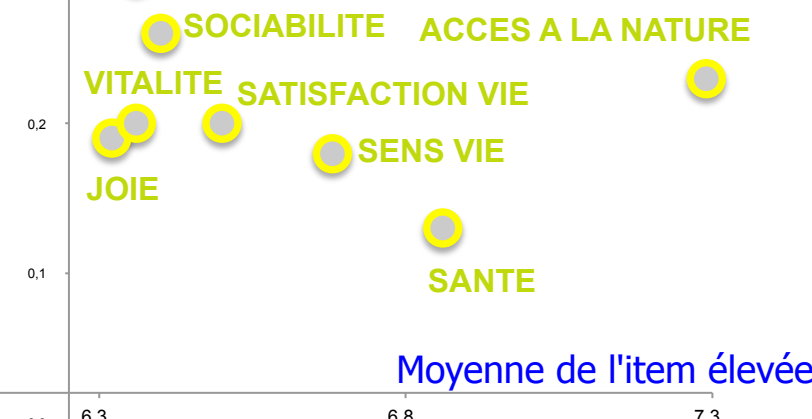 SOCIABILITE
ACCES A LA NATURE
VITALITE
SATISFACTION VIE
0,2
SENS VIE
JOIE
0,1
SANTE
Moyenne de l'item élevée
6,3
6,8
7,3